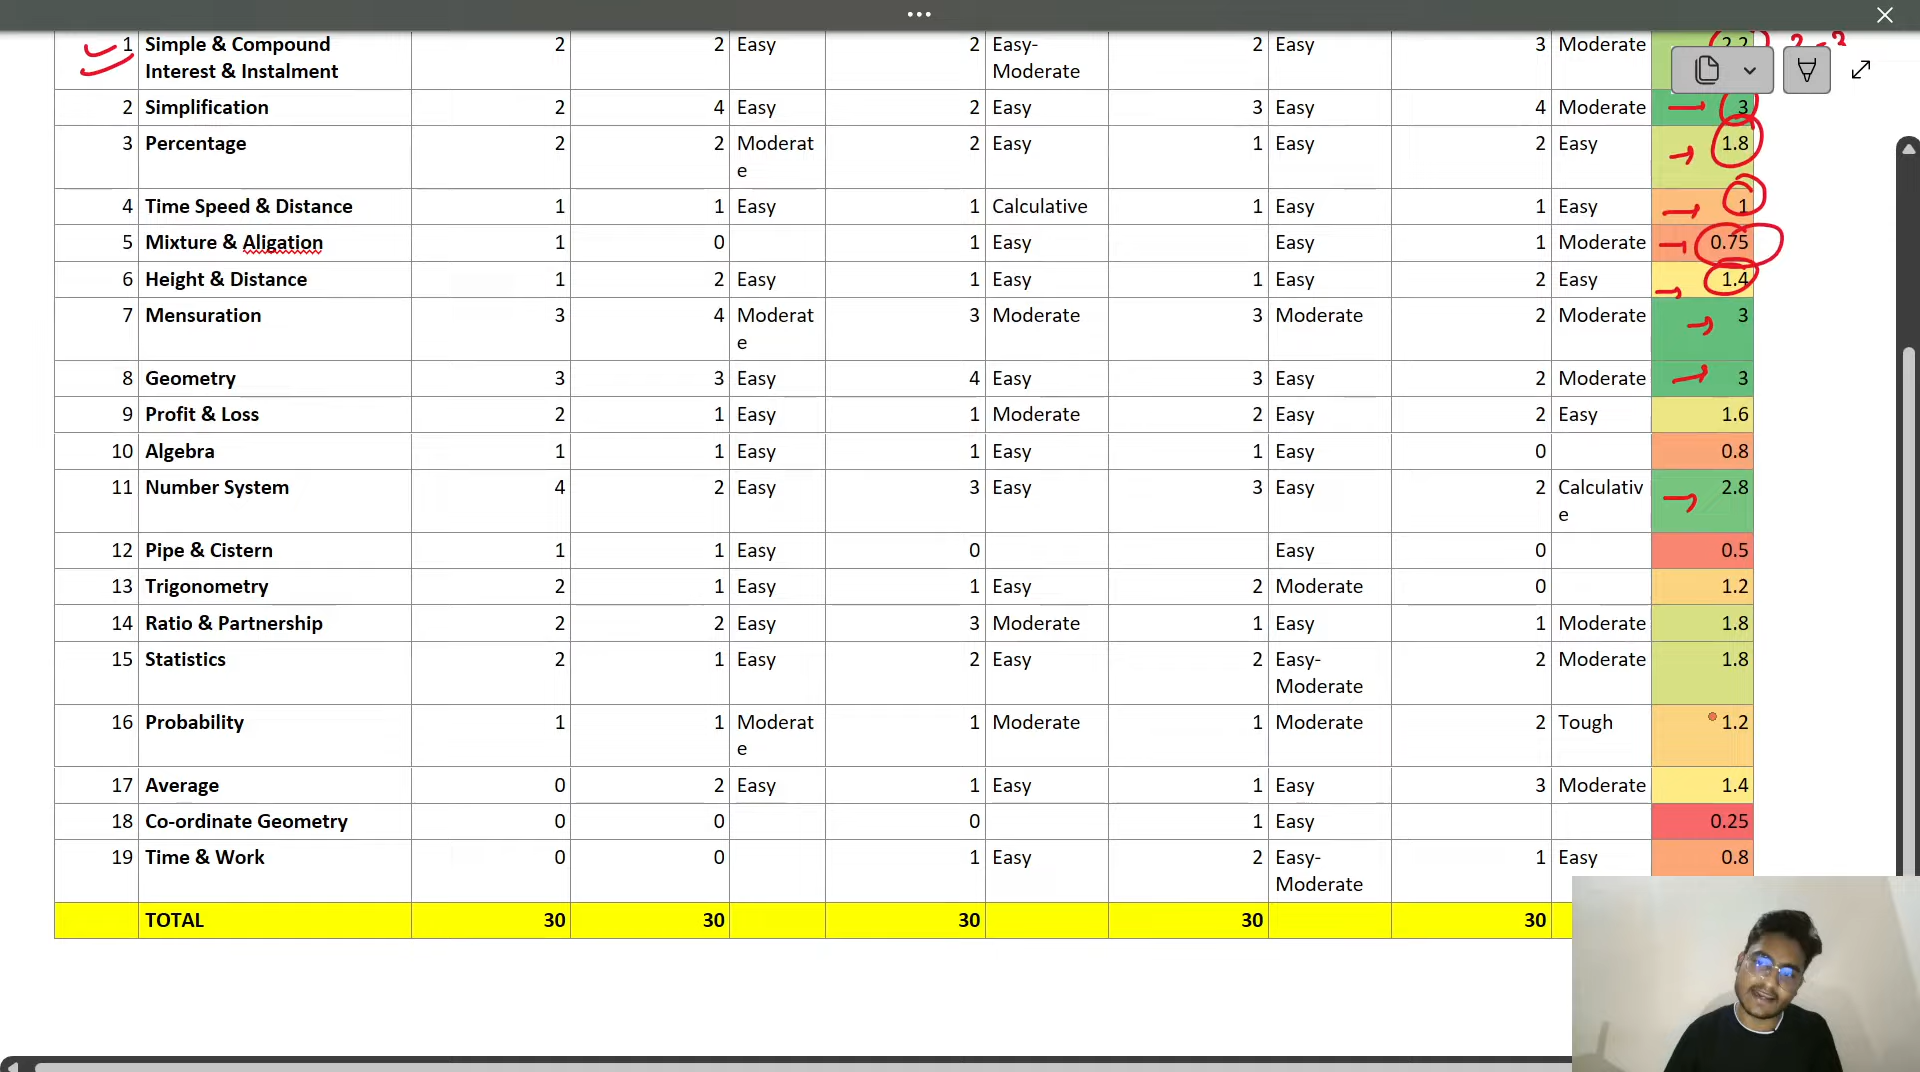 1 Simple & Compound Interest & Instalment 2 2 Easy 2 Easy-Moderate 2 Easy 3 Moderate 2.2
2 Simplification 2 4 Easy 2 Easy 3 Easy 4 Moderate 3
3 Percentage 2 2 Moderate 2 Easy 1 Easy 2 Easy 1.8
4 Time Speed & Distance 1 1 Easy 1 Calculative 1 Easy 1 Easy 1
5 Mixture & Aligation 1 0 1 Easy Easy 1 Moderate 0.75
6 Height & Distance 1 2 Easy 1 Easy 1 Easy 2 Easy 1.4
7 Mensuration 3 4 Moderate 3 Moderate 3 Moderate 2 Moderate 3
8 Geometry 3 3 Easy 4 Easy 3 Easy 2 Moderate 3
9 Profit & Loss 2 1 Easy 1 Moderate 2 Easy 2 Easy 1.6
10 Algebra 1 1 Easy 1 Easy 1 Easy 0 0.8
11 Number System 4 2 Easy 3 Easy 3 Easy 2 Calculative 2.8
12 Pipe & Cistern 1 1 Easy 0 Easy 0 0.5
13 Trigonometry 2 1 Easy 1 Easy 2 Moderate 0 1.2
14 Ratio & Partnership 2 2 Easy 3 Moderate 1 Easy 1 Moderate 1.8
15 Statistics 2 1 Easy 2 Easy 2 Easy-Moderate 2 Moderate 1.8
16 Probability 1 1 Moderate 1 Moderate 1 Moderate 2 Tough 1.2
17 Average 0 2 Easy 1 Easy 1 Easy 3 Moderate 1.4
18 Co-ordinate Geometry 0 0 0 1 Easy 0.25
19 Time & Work 0 0 1 Easy 2 Easy-Moderate 1 Easy 0.8
TOTAL 30 30 30 30 30